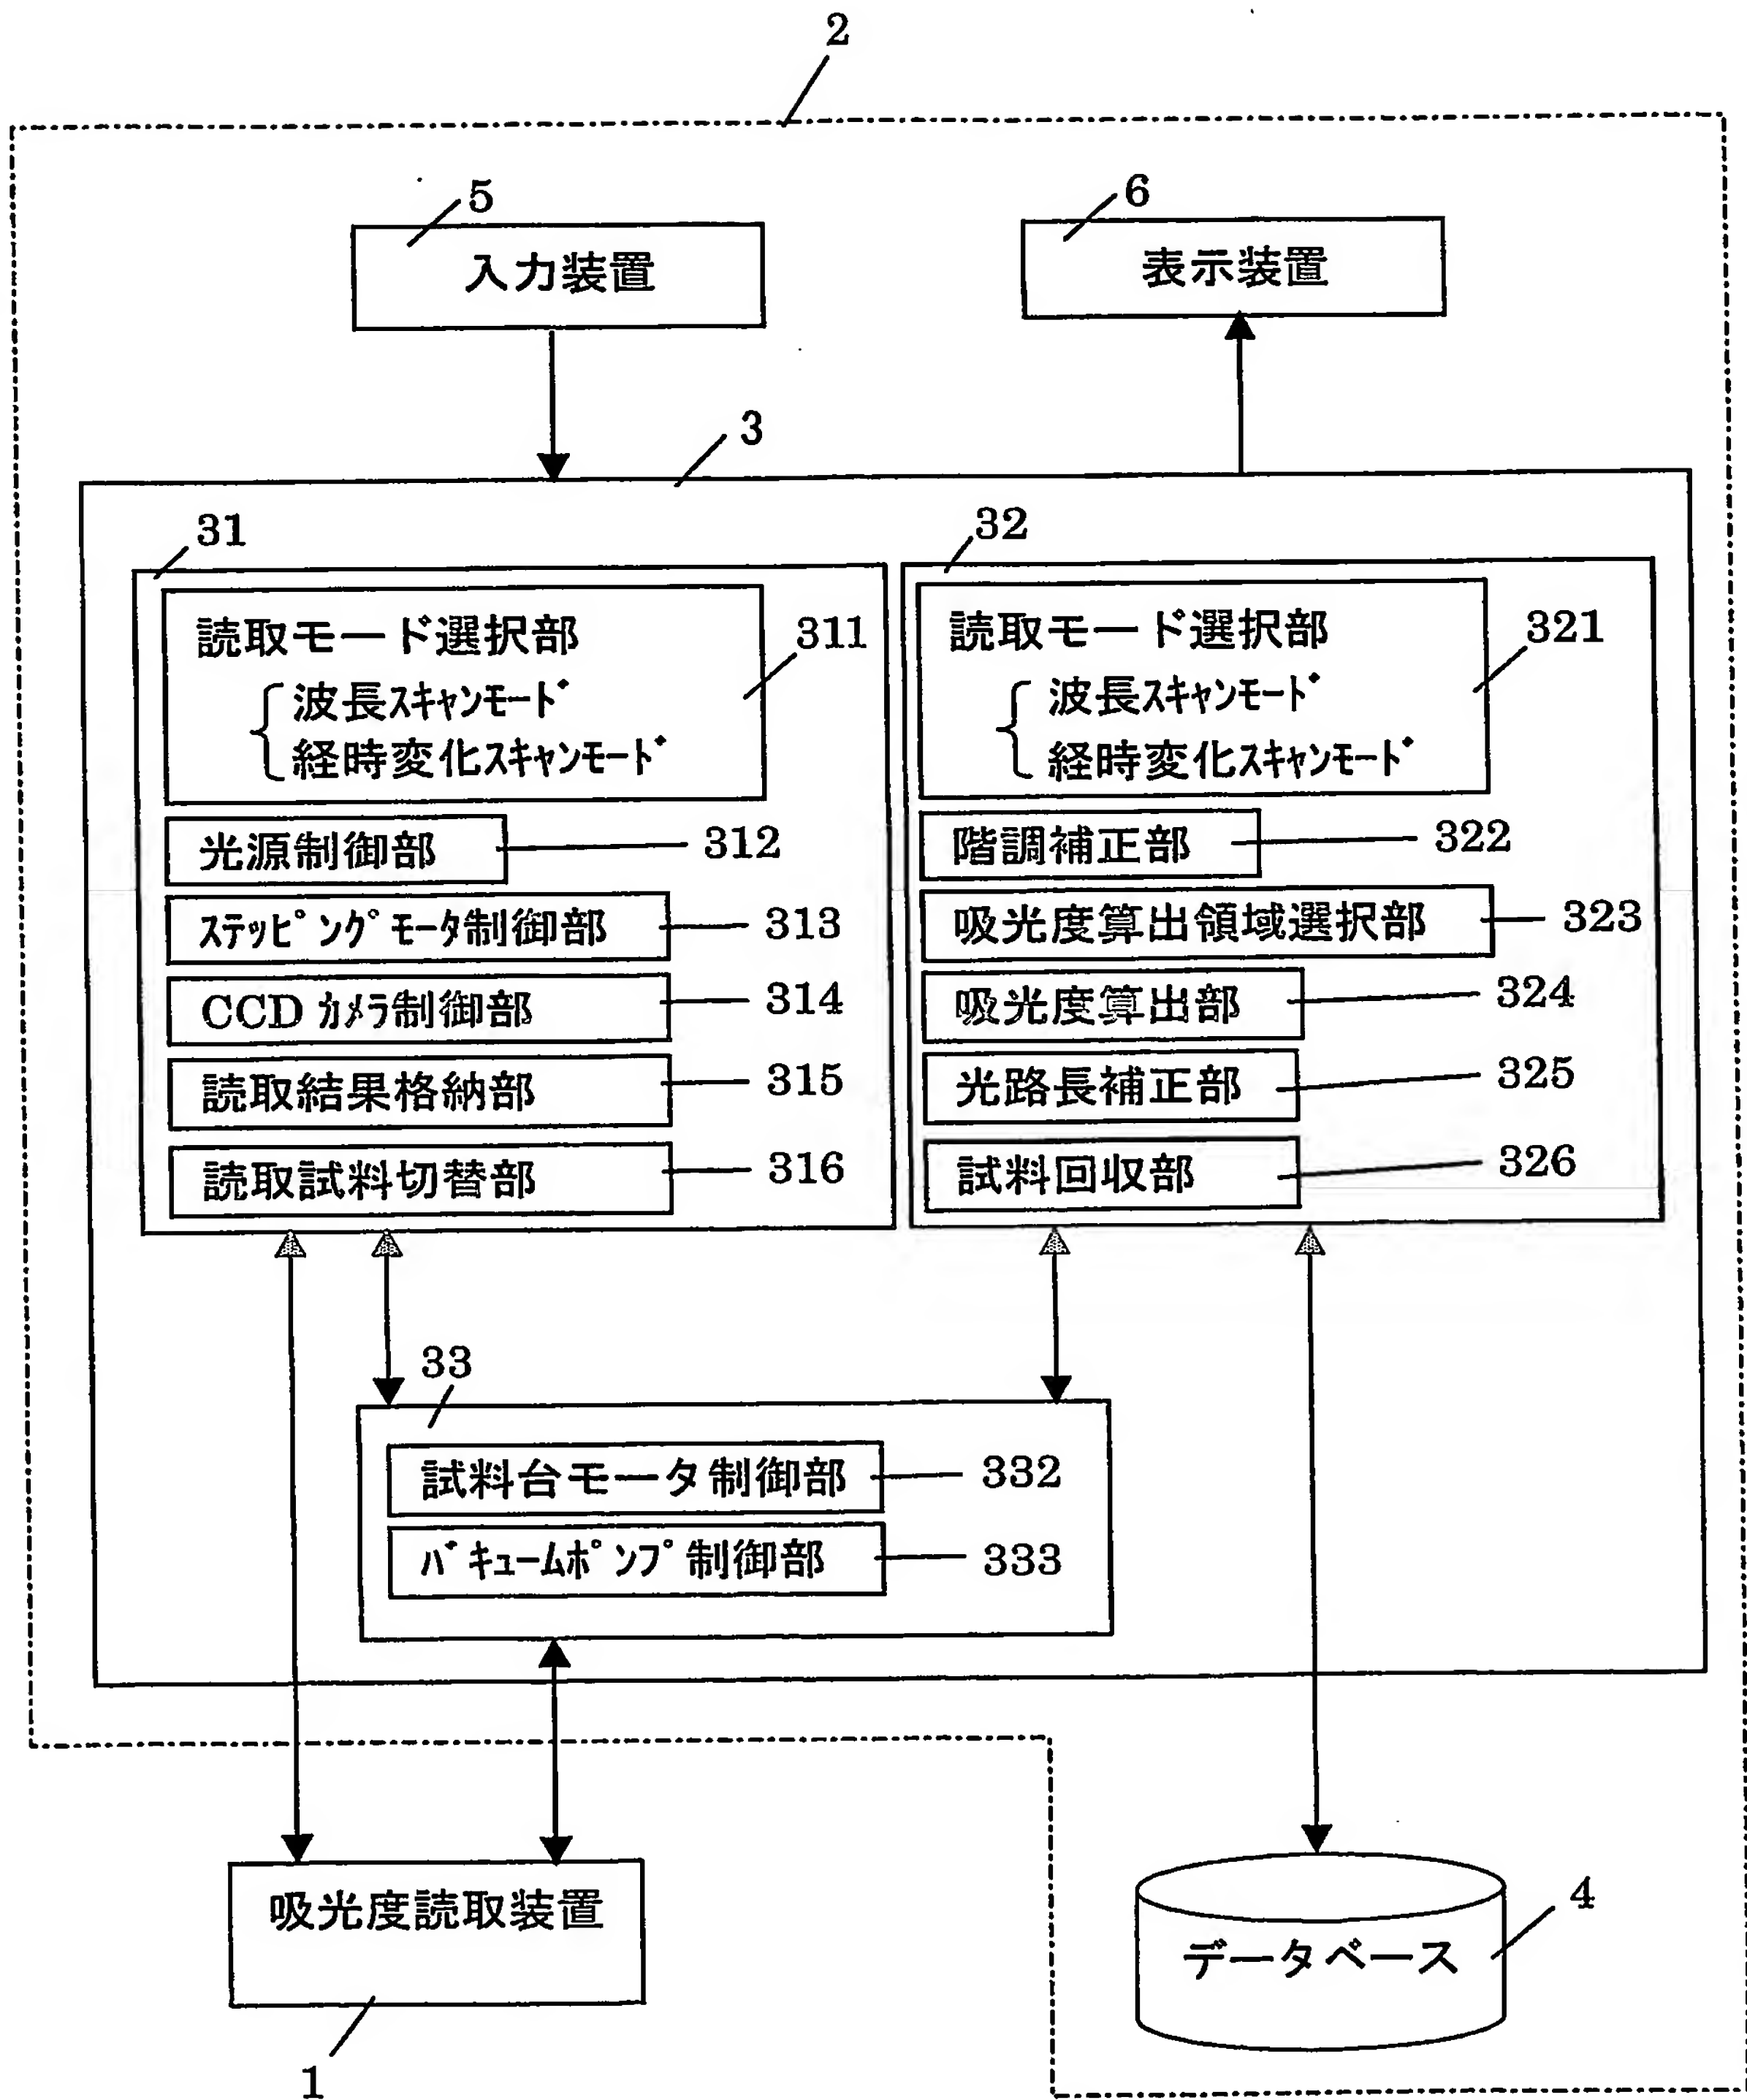 2
5
入力装置
6
表示装置
3
31
読取モード選択部
波長スキャンモード
経時変化スキャンモード
311
光源制御部
312
ステッピングモータ制御部
313
CCDカメラ制御部
314
読取結果格納部
315
読取試料切替部
316
32
読取モード選択部
波長スキャンモード
経時変化スキャンモード
321
階調補正部
322
吸光度算出領域選択部
323
吸光度算出部
324
光路長補正部
325
試料回収部
326
33
試料台モータ制御部
332
バキュームポンプ制御部
333
吸光度読取装置
1
データベース
4